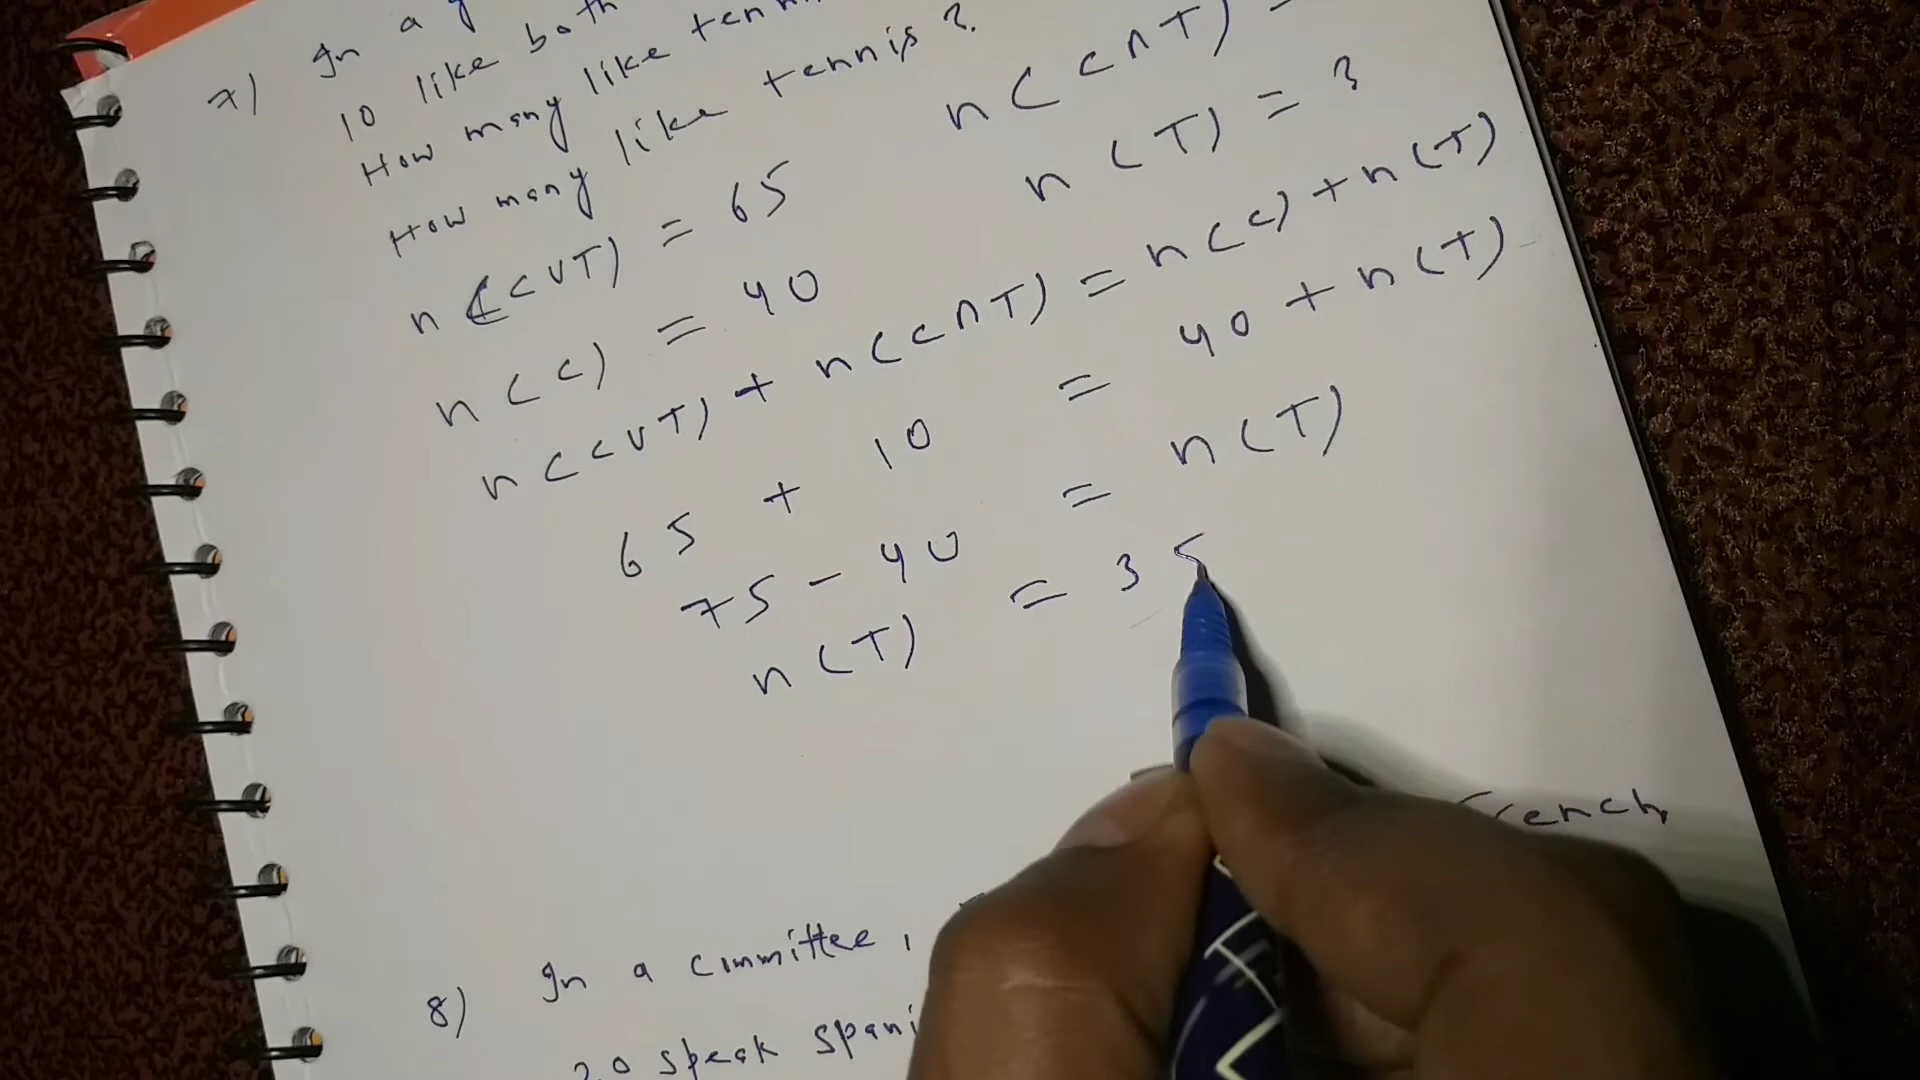 7) In a
10 like both
How many like tenni
How many like tennis?
n(C∪T) = 65 n(C∩T) =
n(C) = 40 n(T) = ?
n(C∪T) + n(C∩T) = n(C) + n(T)
65 + 10 = 40 + n(T)
75 - 40 = n(T)
n(T) = 35
8) In a committee, French,
20 speak spani